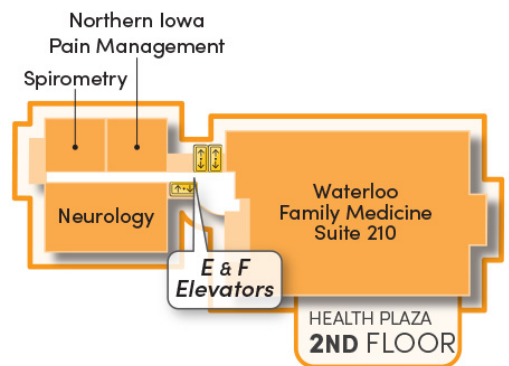 Northern Iowa
Pain Management
Spirometry
Neurology
Waterloo
Family Medicine
Suite 210
E & F
Elevators
HEALTH PLAZA
2ND FLOOR